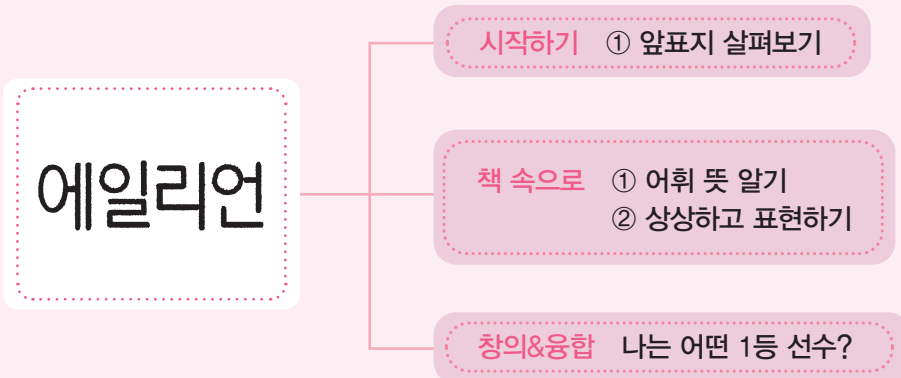 에일리언
시작하기 ① 앞표지 살펴보기
책 속으로 ① 어휘 뜻 알기
② 상상하고 표현하기
창의&융합 나는 어떤 1등 선수?